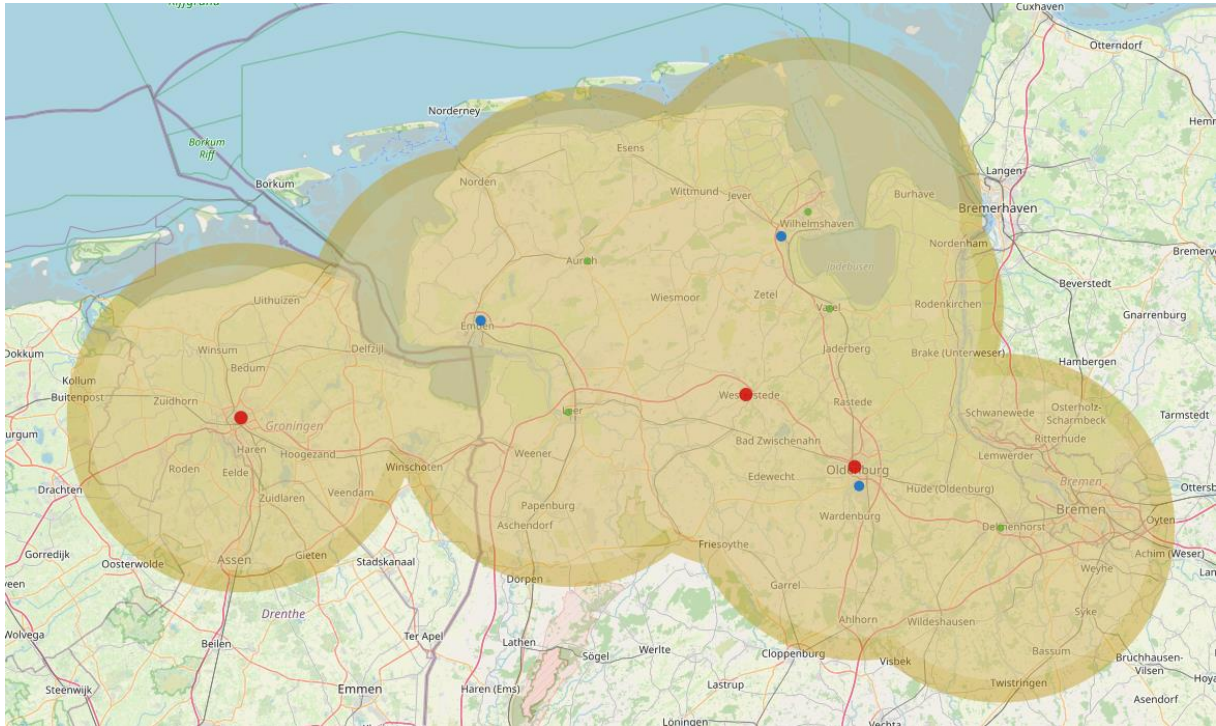 Cuxhaven
Otterndorf
Riffgrund
Norderney
Borkum
Riff
Borkum
Esens
Norden
Wittmund
Jever
Burhave
Langen
Bremerhaven
Wilhelmshaven
Nordenham
Jadebusen
Aurich
Bremerv
Beverstedt
Gnarrenburg
Uithuizen
Wiesmoor
Zetel
Varel
Rodenkirchen
Emden
Dokkum
Winsum
Delfzijl
Bedum
Jaderberg
Brake (Unterweser)
Hambergen
Kollum
Buitenpost
Zuidhorn
Westerstede
Rastede
Schwanewede
Osterholz-
Scharmbeck
Tarmstedt
Leer
Groningen
Ritterhude
Bad Zwischenahn
Lemwerder
Haren
Hoogezand
Weener
Winschoten
Roden
Eelde
Oldenburg
Edewecht
Hude (Oldenburg)
Bremen
Ottersb
Drachten
Zuidlaren
Veendam
Papenburg
Wardenburg
Bremen
Oyten
Aschendorf
Delmenhorst
Achim (Weser)
Gorredijk
Oosterwolde
Assen
Gieten
Stadskanaal
Friesoythe
Weyhe
Dörpen
Garrel
Drenthe
Ahlhorn
Wildeshausen
Syke
Wolvega
Beilen
Ter Apel
Lathen
Sögel
Werlte
Cloppenburg
Visbek
Bassum
Bruchhausen-
Vilsen
Steenwijk
Emmen
Haren (Ems)
Lastrup
Twistringen
Asendorf
Löningen
Vechta